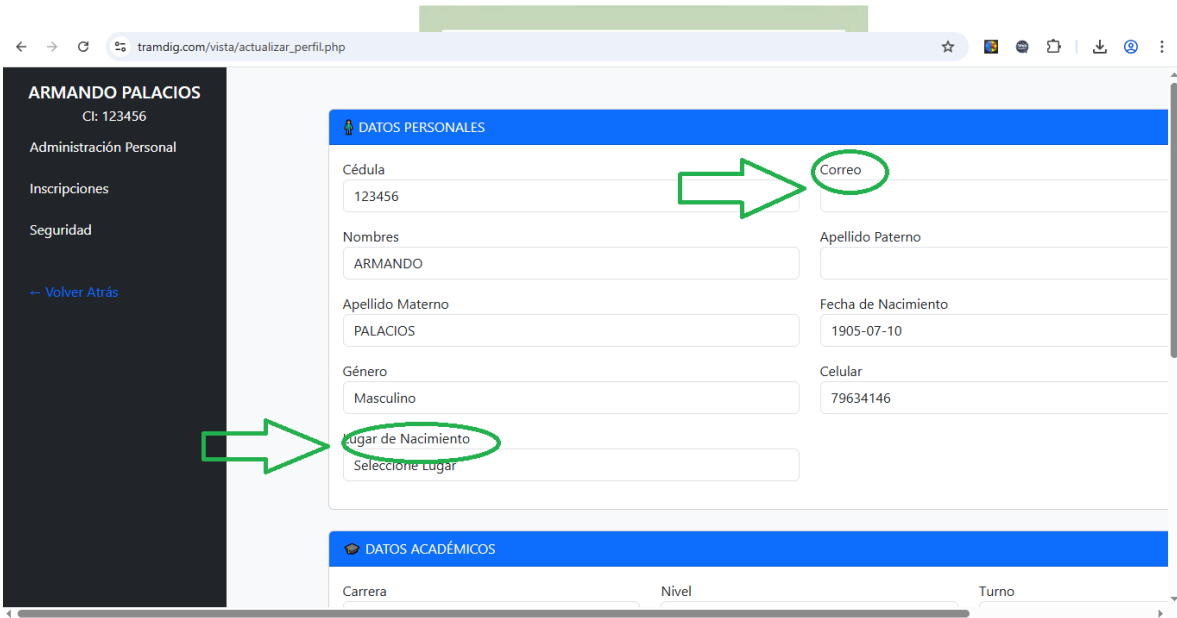 tramdig.com/vista/actualizar_perfil.php
ARMANDO PALACIOS
CI: 123456
Administración Personal
Inscripciones
Seguridad
← Volver Atrás
DATOS PERSONALES
Cédula
Correo
123456
Nombres
Apellido Paterno
ARMANDO
Apellido Materno
Fecha de Nacimiento
PALACIOS
1905-07-10
Género
Celular
Masculino
79634146
Lugar de Nacimiento
Seleccione Lugar
DATOS ACADÉMICOS
Carrera
Nivel
Turno